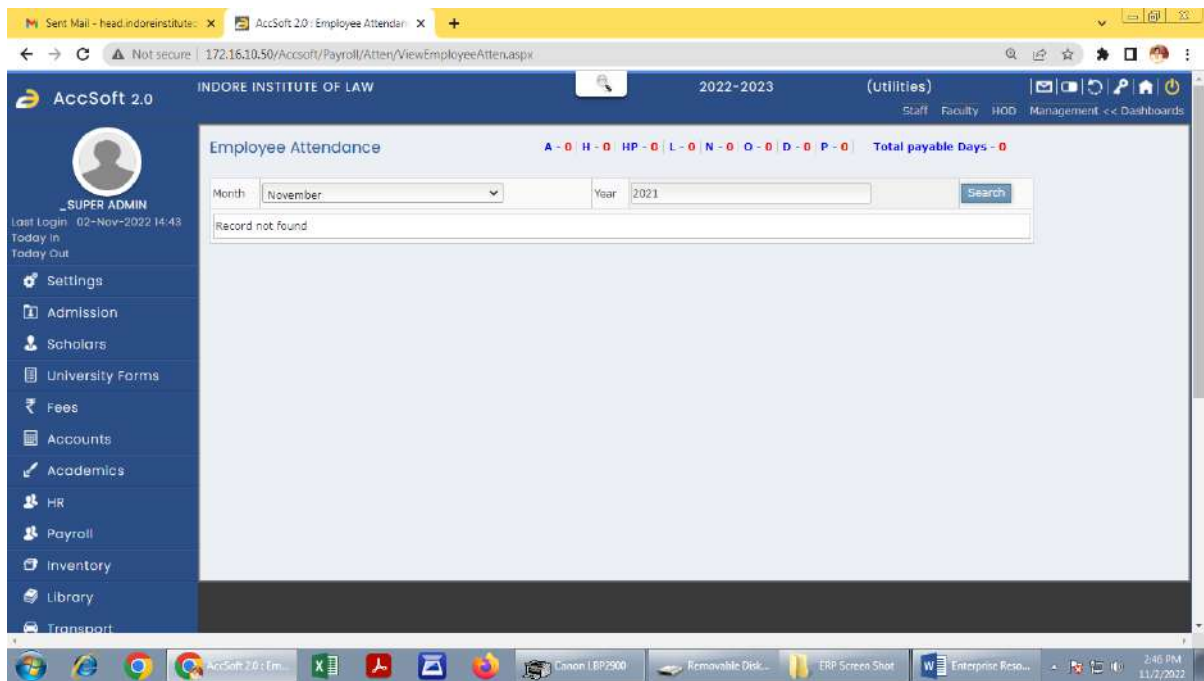 Sent Mail - head.indoreinstitute
AccSoft 2.0 : Employee Attendan
Not secure | 172.16.10.50/Accsoft/Payroll/Atten/ViewEmployeeAtten.aspx
AccSoft 2.0
INDORE INSTITUTE OF LAW 2022-2023 (Utilities)
Staff Faculty HOD Management << Dashboards
_SUPER ADMIN
Last Login 02-Nov-2022 14:43
Today In
Today Out
Employee Attendance A - 0 H - 0 HP - 0 L - 0 N - 0 O - 0 D - 0 P - 0 Total payable Days - 0
Month November Year 2021 Search
Record not found
Settings
Admission
Scholars
University Forms
Fees
Accounts
Academics
HR
Payroll
Inventory
Library
Transport
AccSoft 2.0 : Em... Canon LBP2900 Removable Disk... ERP Screen Shot Enterprise Reso... 2:46 PM
11/2/2022